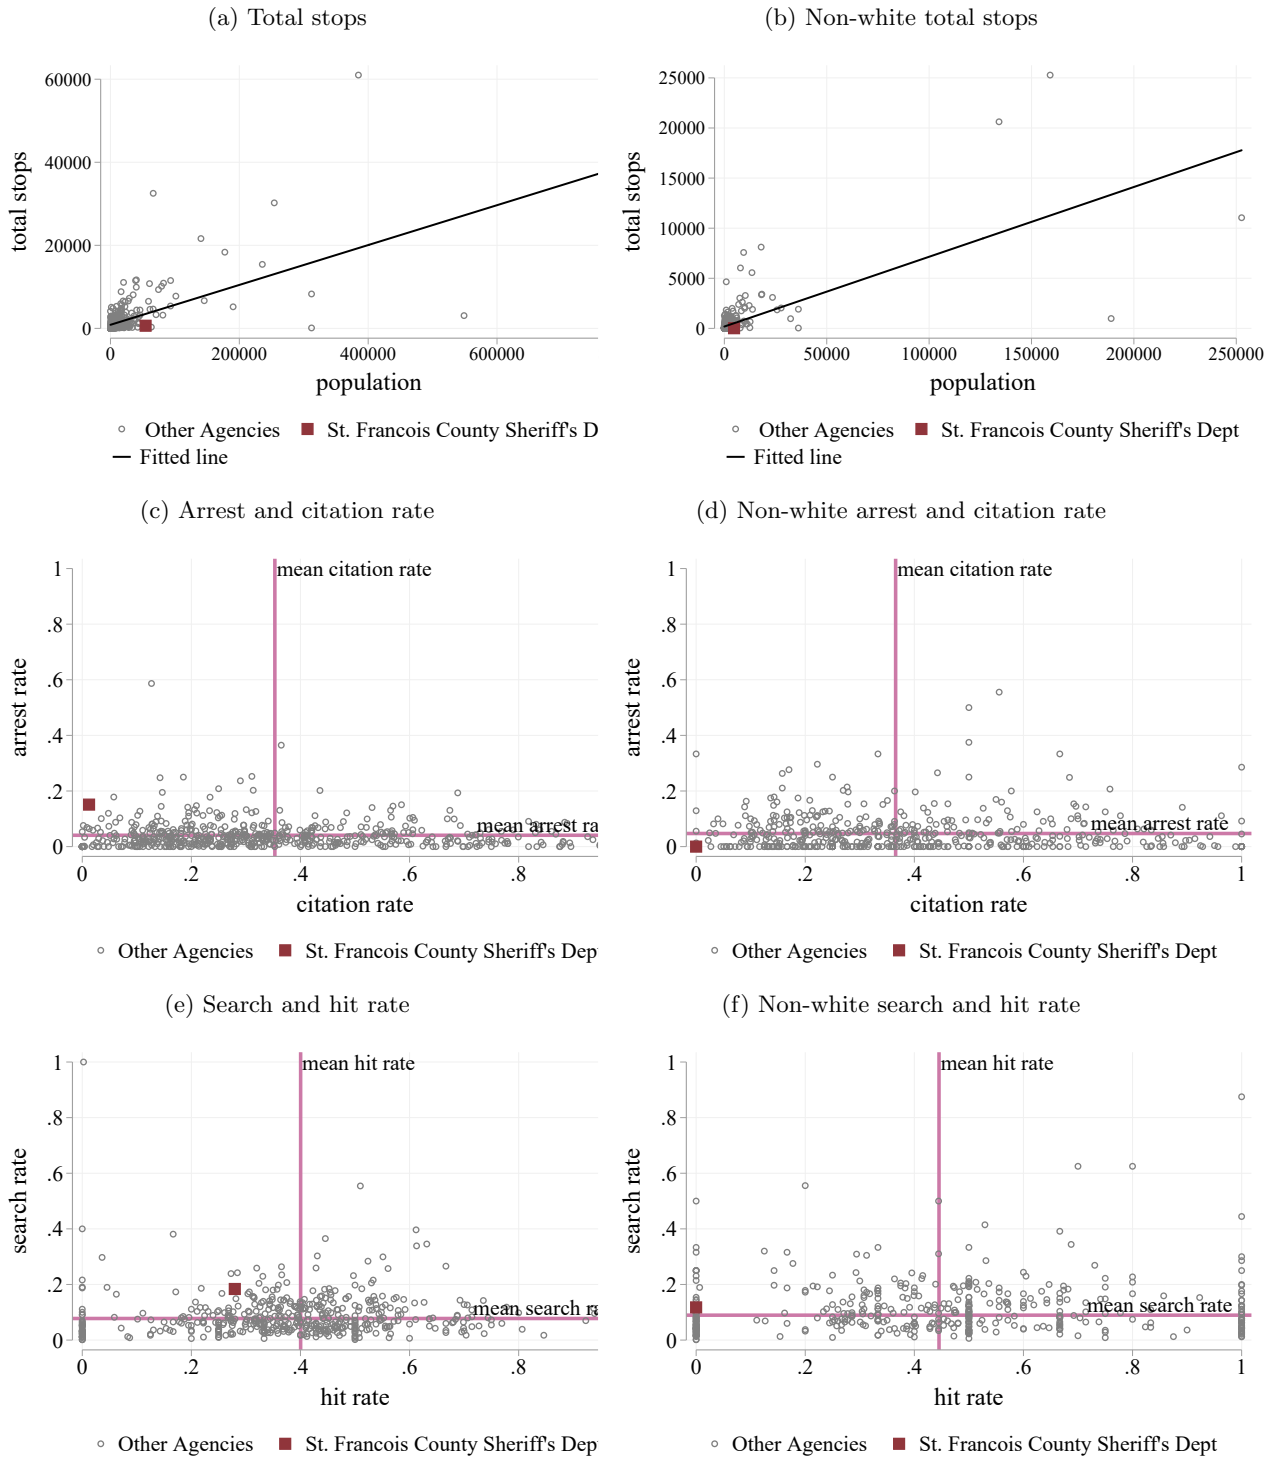 (a) Total stops
(b) Non-white total stops
total stops
60000
40000
20000
0
0 200000 400000 600000
population
Other Agencies St. Francois County Sheriff's D
Fitted line
total stops
25000
20000
15000
10000
5000
0
0 50000 100000 150000 200000 250000
population
Other Agencies St. Francois County Sheriff's Dept
Fitted line
(c) Arrest and citation rate
(d) Non-white arrest and citation rate
arrest rate
1
.8
.6
.4
.2
0
mean citation rate
mean arrest ra
0 .2 .4 .6 .8
citation rate
Other Agencies St. Francois County Sheriff's Dep
arrest rate
1
.8
.6
.4
.2
0
mean citation rate
mean arrest rate
0 .2 .4 .6 .8 1
citation rate
Other Agencies St. Francois County Sheriff's Dept
(e) Search and hit rate
(f) Non-white search and hit rate
search rate
1
.8
.6
.4
.2
0
mean hit rate
mean search ra
0 .2 .4 .6 .8
hit rate
Other Agencies St. Francois County Sheriff's Dep
search rate
1
.8
.6
.4
.2
0
mean hit rate
mean search rate
0 .2 .4 .6 .8 1
hit rate
Other Agencies St. Francois County Sheriff's Dept